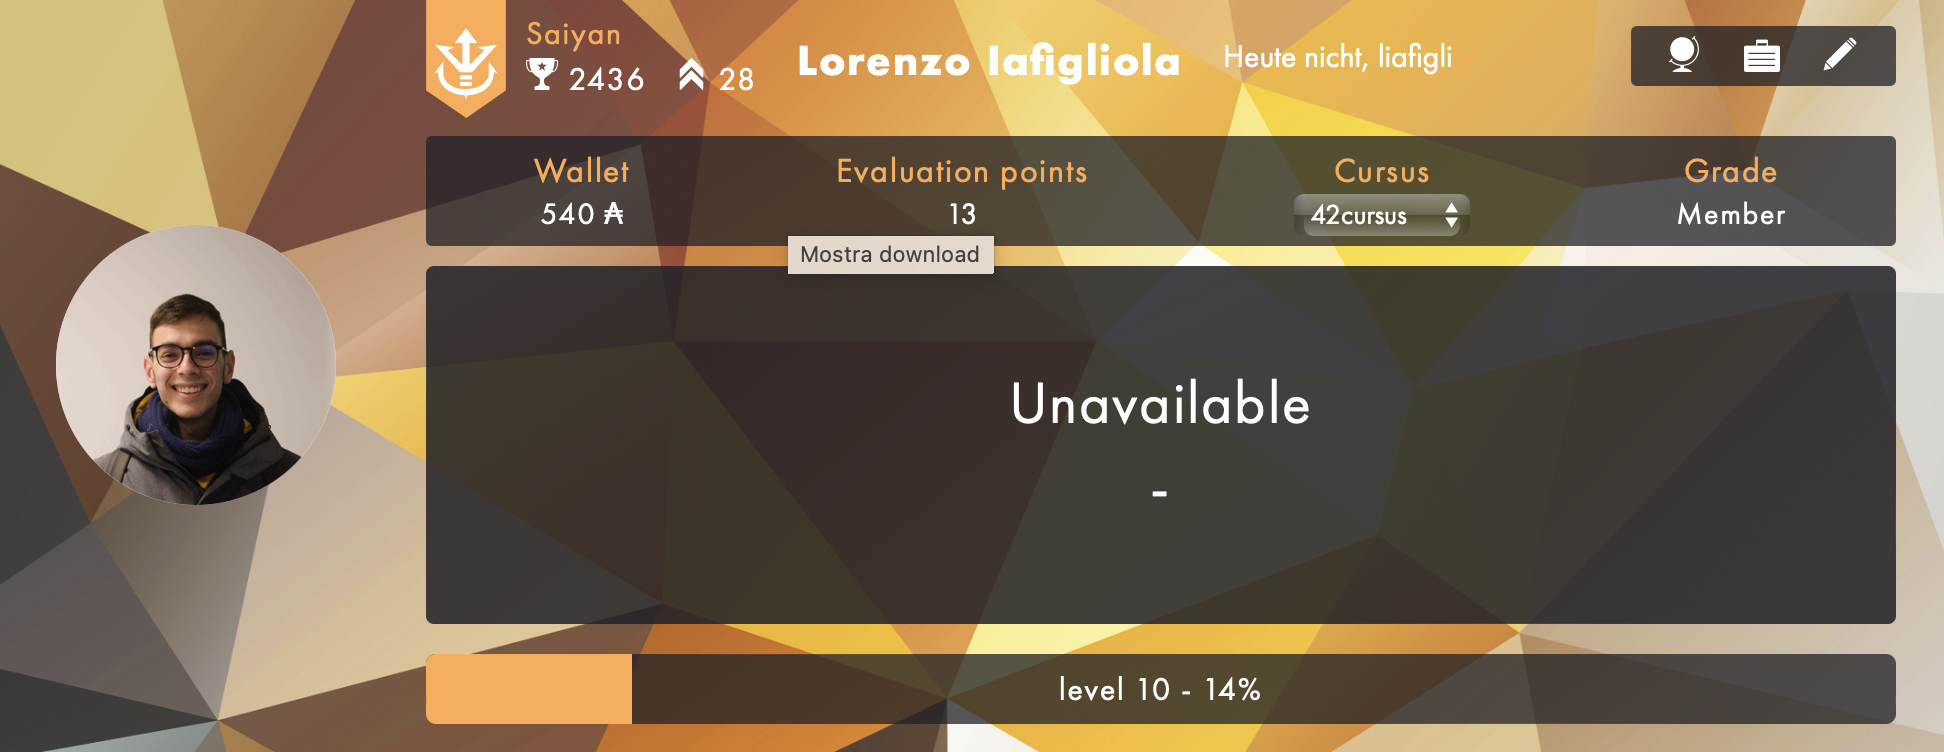 Saiyan
2436 28
Lorenzo Iafigliola Heute nicht, liafigli
Wallet Evaluation points Cursus Grade
540 ₳ 13 42cursus Member
Mostra download
Unavailable
-
level 10 - 14%